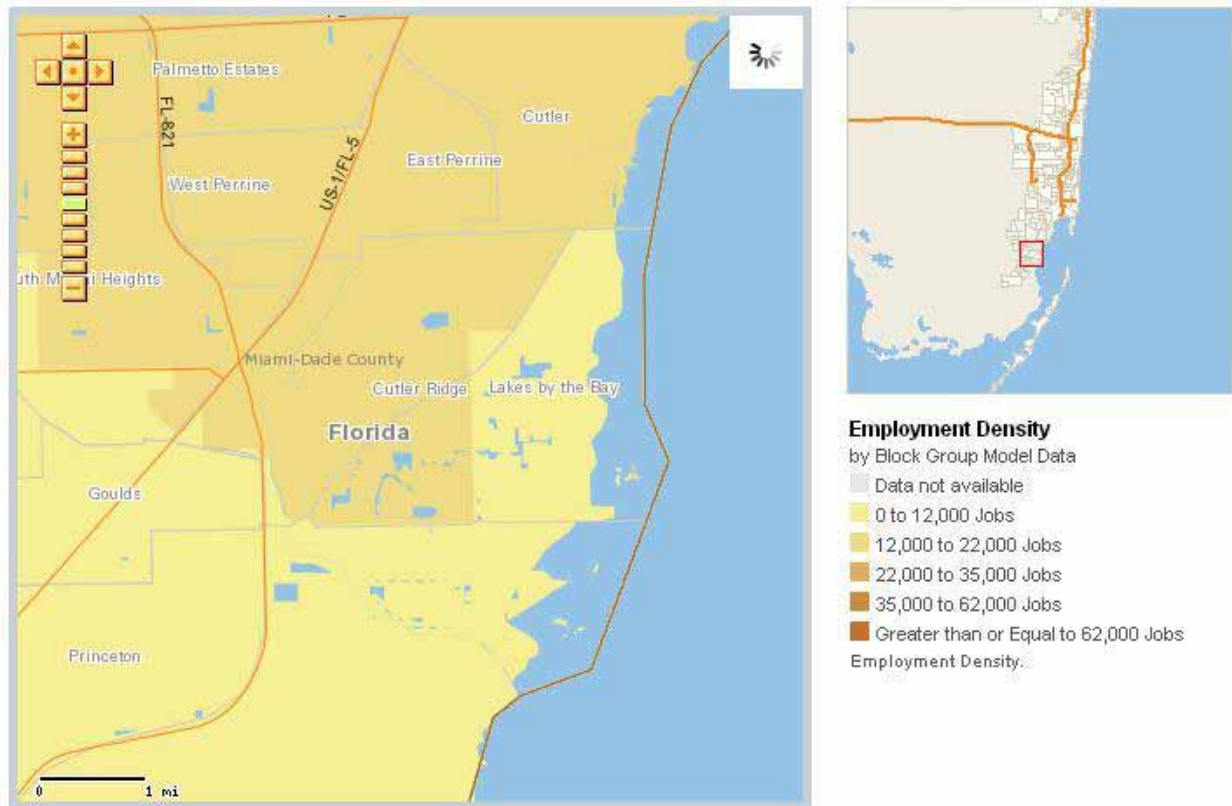 Palmetto Estates
FL-821
Cutler
US-1/FL-5
East Perrine
West Perrine
Heights
Miami-Dade County
Cutler Ridge
Lakes by the Bay
Florida
Goulds
Princeton
0 1 mi
Employment Density
by Block Group Model Data
Data not available
0 to 12,000 Jobs
12,000 to 22,000 Jobs
22,000 to 35,000 Jobs
35,000 to 62,000 Jobs
Greater than or Equal to 62,000 Jobs
Employment Density.